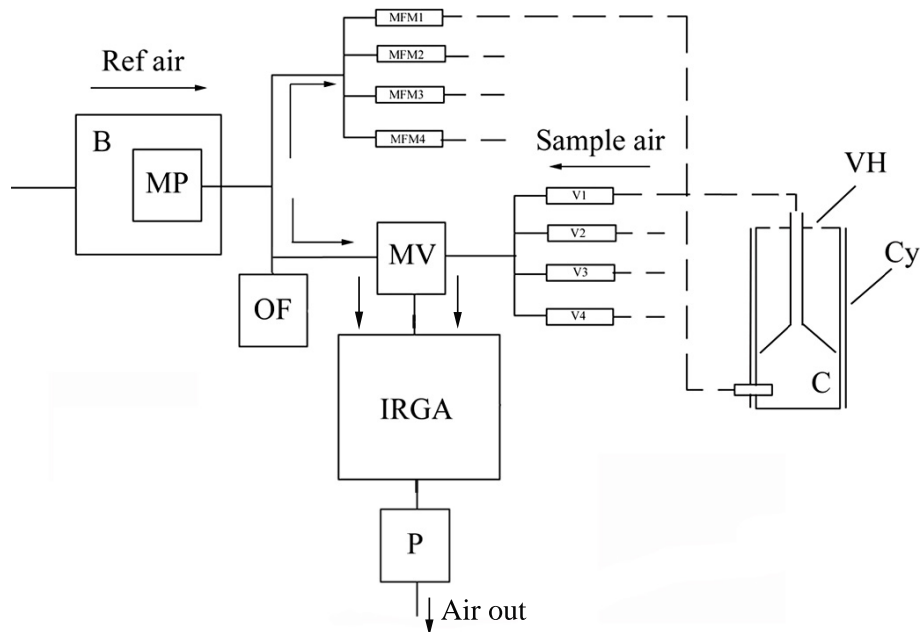 MFM1
Ref air
MFM2
MFM3
B
MFM4
Sample air
MP
VH
V1
V2
MV
Cy
V3
OF
V4
C
IRGA
P
Air out